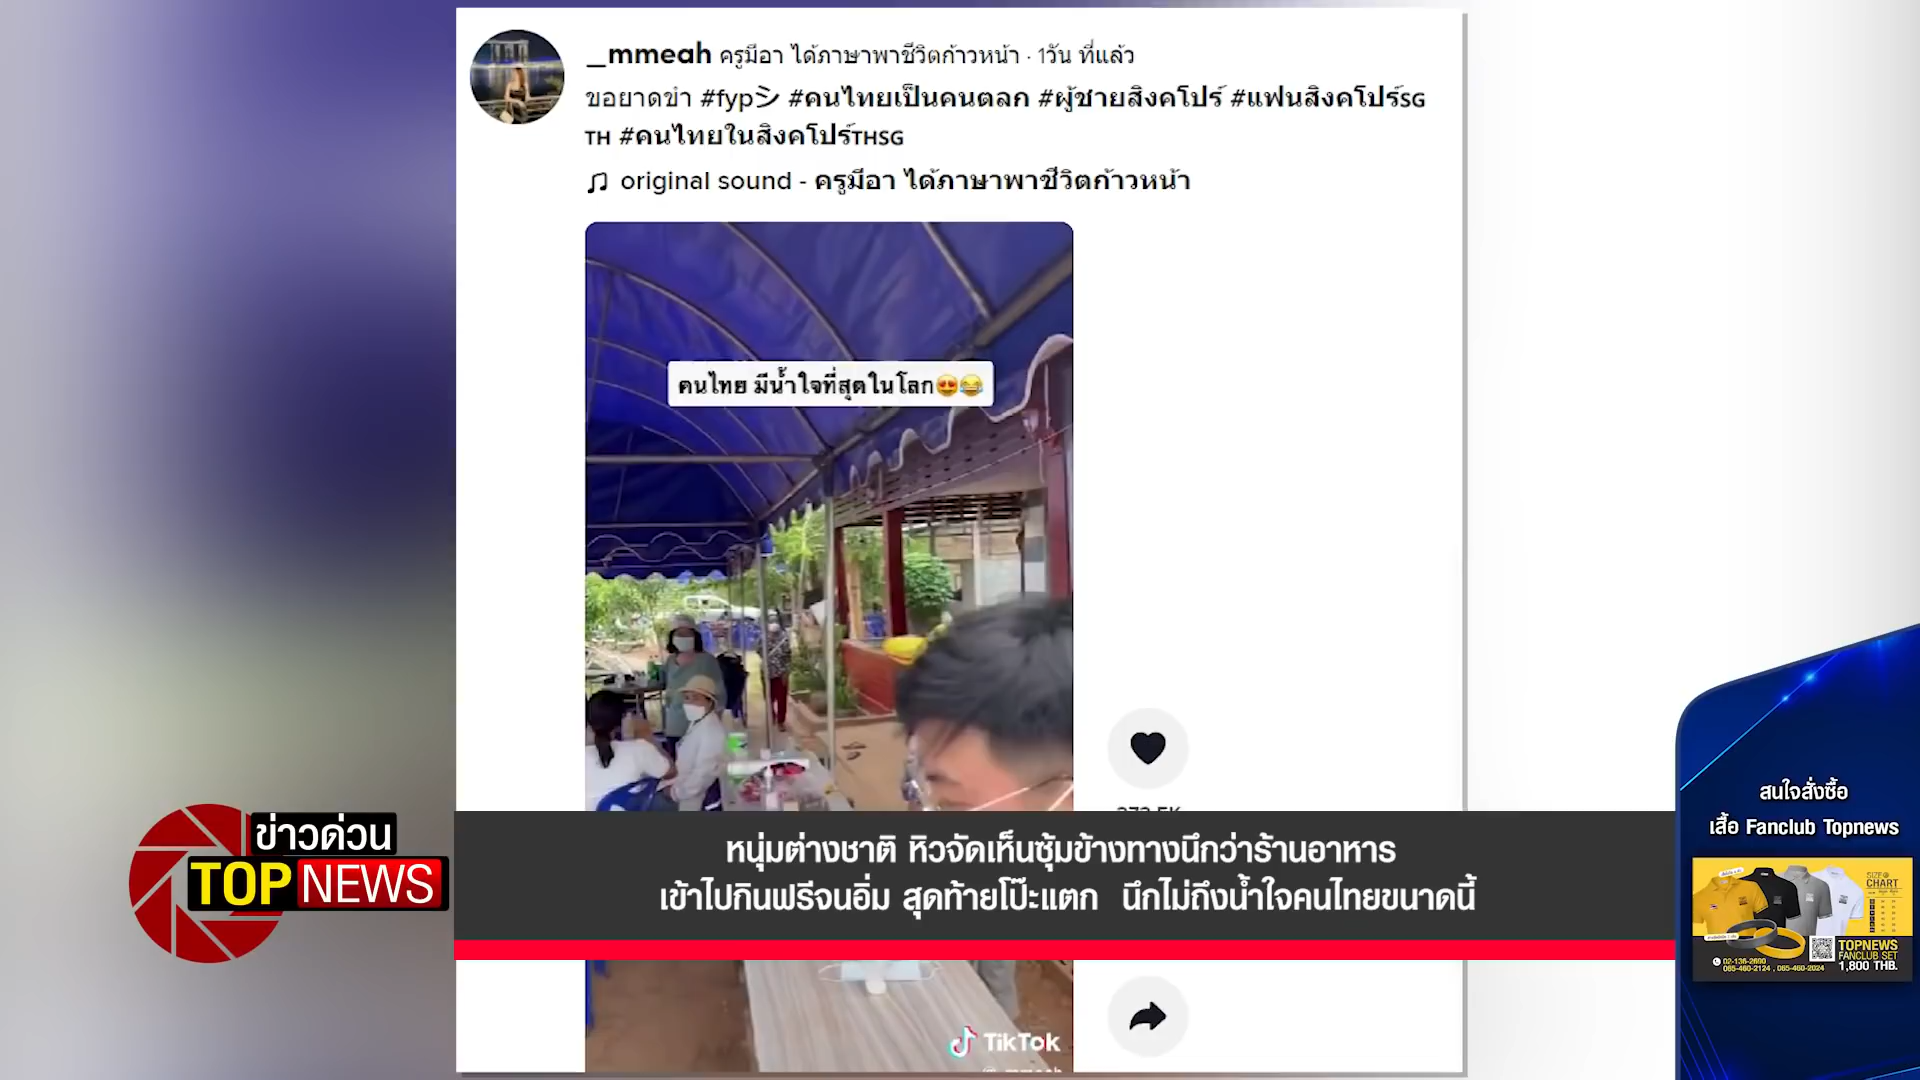 _mmeah ครูมีอา ได้ภาษาพาชีวิตก้าวหน้า · 1วัน ที่แล้ว
ขอยาดขำ #fypシ #คนไทยเป็นคนตลก #ผู้ชายสิงคโปร์ #แฟนสิงคโปร์SG
TH #คนไทยในสิงคโปร์THSG
♫ original sound - ครูมีอา ได้ภาษาพาชีวิตก้าวหน้า
คนไทย มีน้ำใจที่สุดในโลก😍😂
ข่าวด่วน
TOP NEWS
หนุ่มต่างชาติ หิวจัดเห็นซุ้มข้างทางนึกว่าร้านอาหาร
เข้าไปกินฟรีจนอิ่ม สุดท้ายโป๊ะแตก นึกไม่ถึงน้ำใจคนไทยขนาดนี้
TikTok
สนใจสั่งซื้อ
เสื้อ Fanclub Topnews
SIZE
CHART
TOPNEWS
FANCLUB SET
1,800 THB.
02-136-2690
065-460-2124 , 065-460-2024